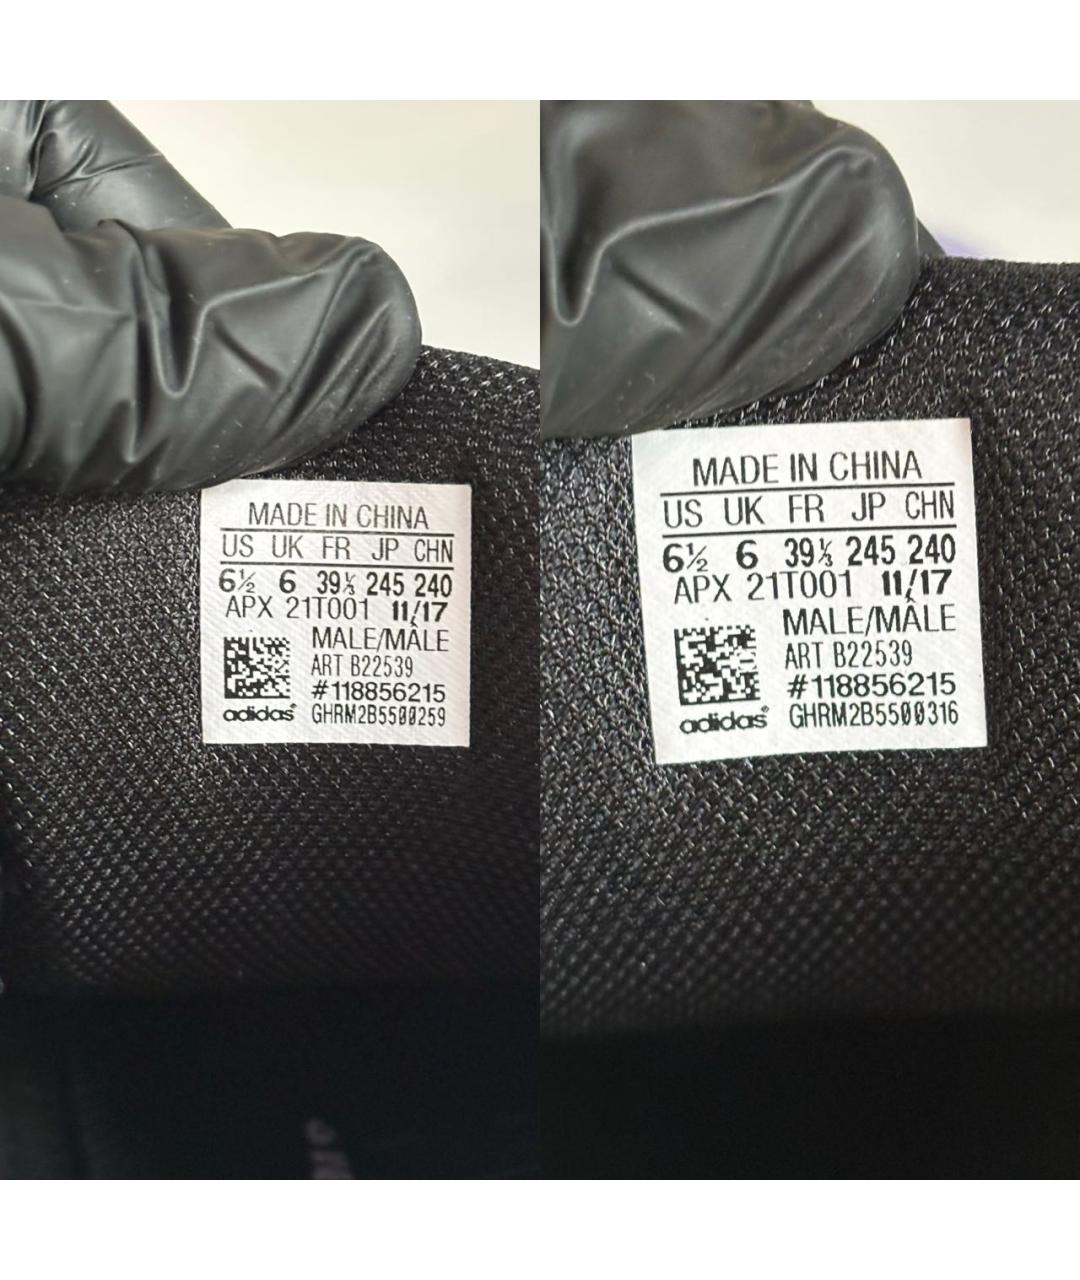 MADE IN CHINA
US UK FR JP CHN
6½ 6 39⅓ 245 240
APX 21T001 11/17
MALE/MÂLE
ART B22539
#118856215
adidas® GHRM2B5500259
MADE IN CHINA
US UK FR JP CHN
6½ 6 39⅓ 245 240
APX 21T001 11/17
MALE/MÂLE
ART B22539
#118856215
adidas® GHRM2B5500316